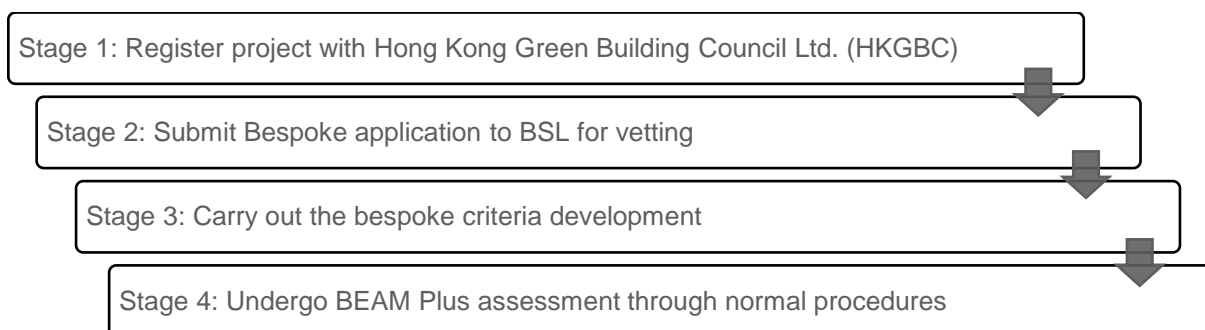 Stage 1: Register project with Hong Kong Green Building Council Ltd. (HKGBC)
Stage 2: Submit Bespoke application to BSL for vetting
Stage 3: Carry out the bespoke criteria development
Stage 4: Undergo BEAM Plus assessment through normal procedures